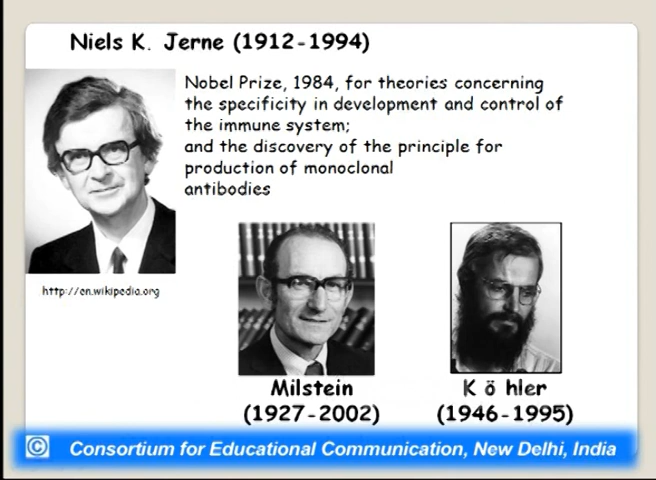 Niels K. Jerne (1912-1994)
Nobel Prize, 1984, for theories concerning
the specificity in development and control of
the immune system;
and the discovery of the principle for
production of monoclonal
antibodies
http://en.wikipedia.org
Milstein
(1927-2002)
K ö hler
(1946-1995)
© Consortium for Educational Communication, New Delhi, India